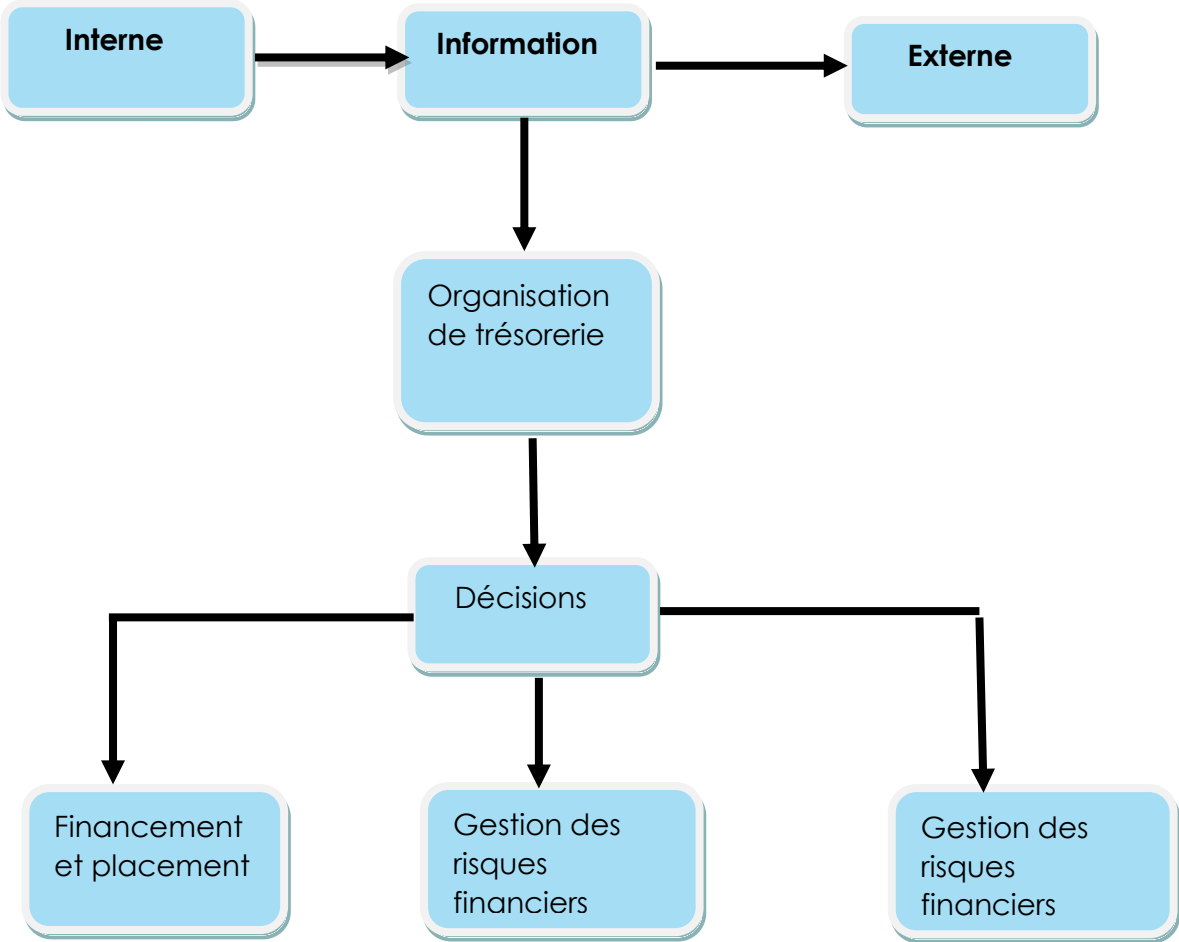 Interne
Information
Externe
Organisation
de trésorerie
Décisions
Financement
et placement
Gestion des
risques
financiers
Gestion des
risques
financiers